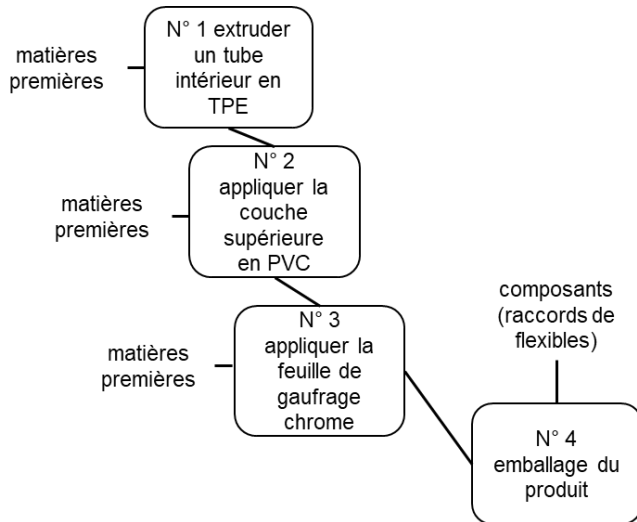 N° 1 extruder
un tube
intérieur en
TPE
matières
premières
N° 2
appliquer la
couche
supérieure
en PVC
matières
premières
N° 3
appliquer la
feuille de
gaufrage
chrome
matières
premières
composants
(raccords de
flexibles)
N° 4
emballage du
produit